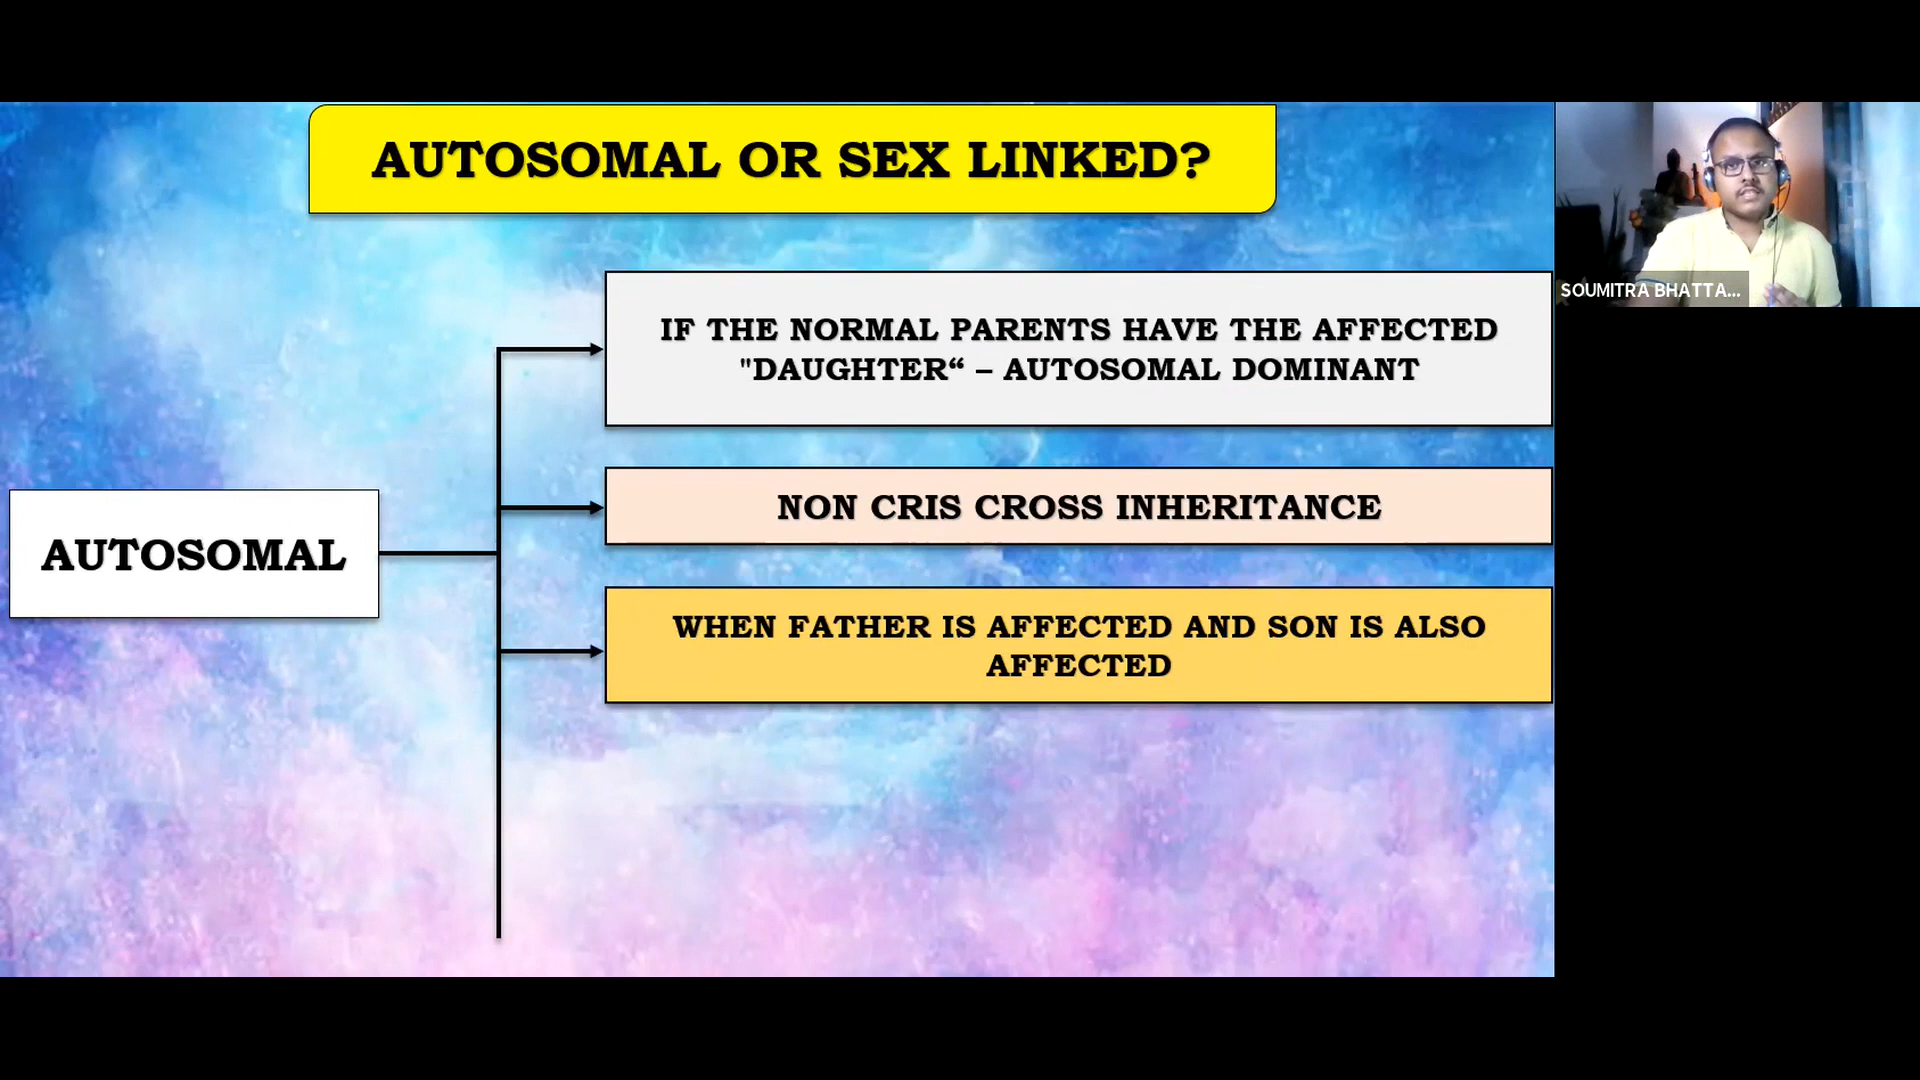 AUTOSOMAL OR SEX LINKED?
IF THE NORMAL PARENTS HAVE THE AFFECTED
"DAUGHTER“ – AUTOSOMAL DOMINANT
NON CRIS CROSS INHERITANCE
AUTOSOMAL
WHEN FATHER IS AFFECTED AND SON IS ALSO
AFFECTED
SOUMITRA BHATTA...